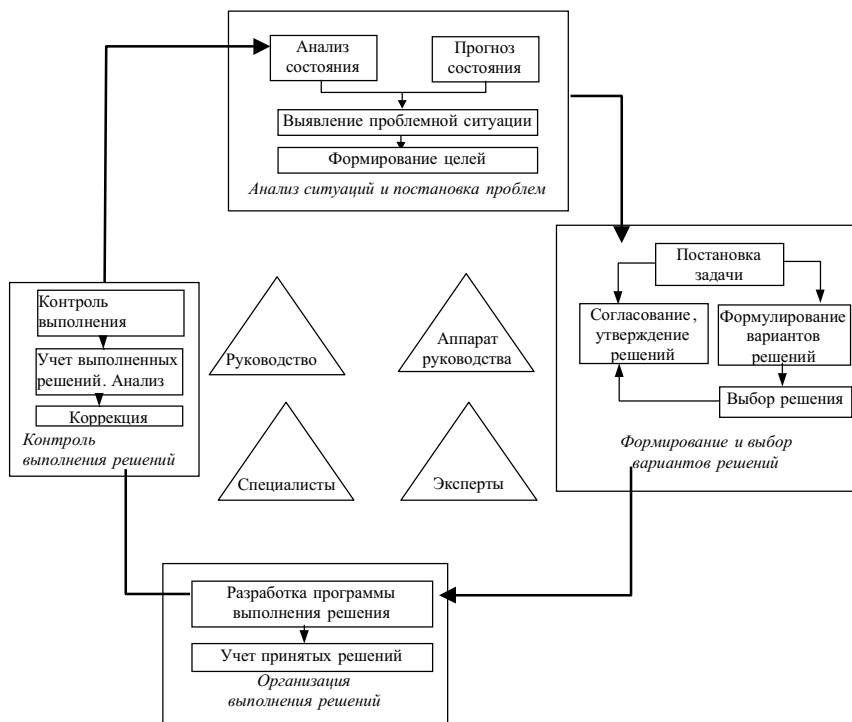 Анализ
состояния
Прогноз
состояния
Выявление проблемной ситуации
Формирование целей
Анализ ситуаций и постановка проблем
Постановка
задачи
Согласование,
утверждение
решений
Формулирование
вариантов
решений
Выбор решения
Формирование и выбор
вариантов решений
Контроль
выполнения
Учет выполненных
решений. Анализ
Коррекция
Контроль
выполнения решений
Руководство
Аппарат
руководства
Специалисты
Эксперты
Разработка программы
выполнения решения
Учет принятых решений
Организация
выполнения решений